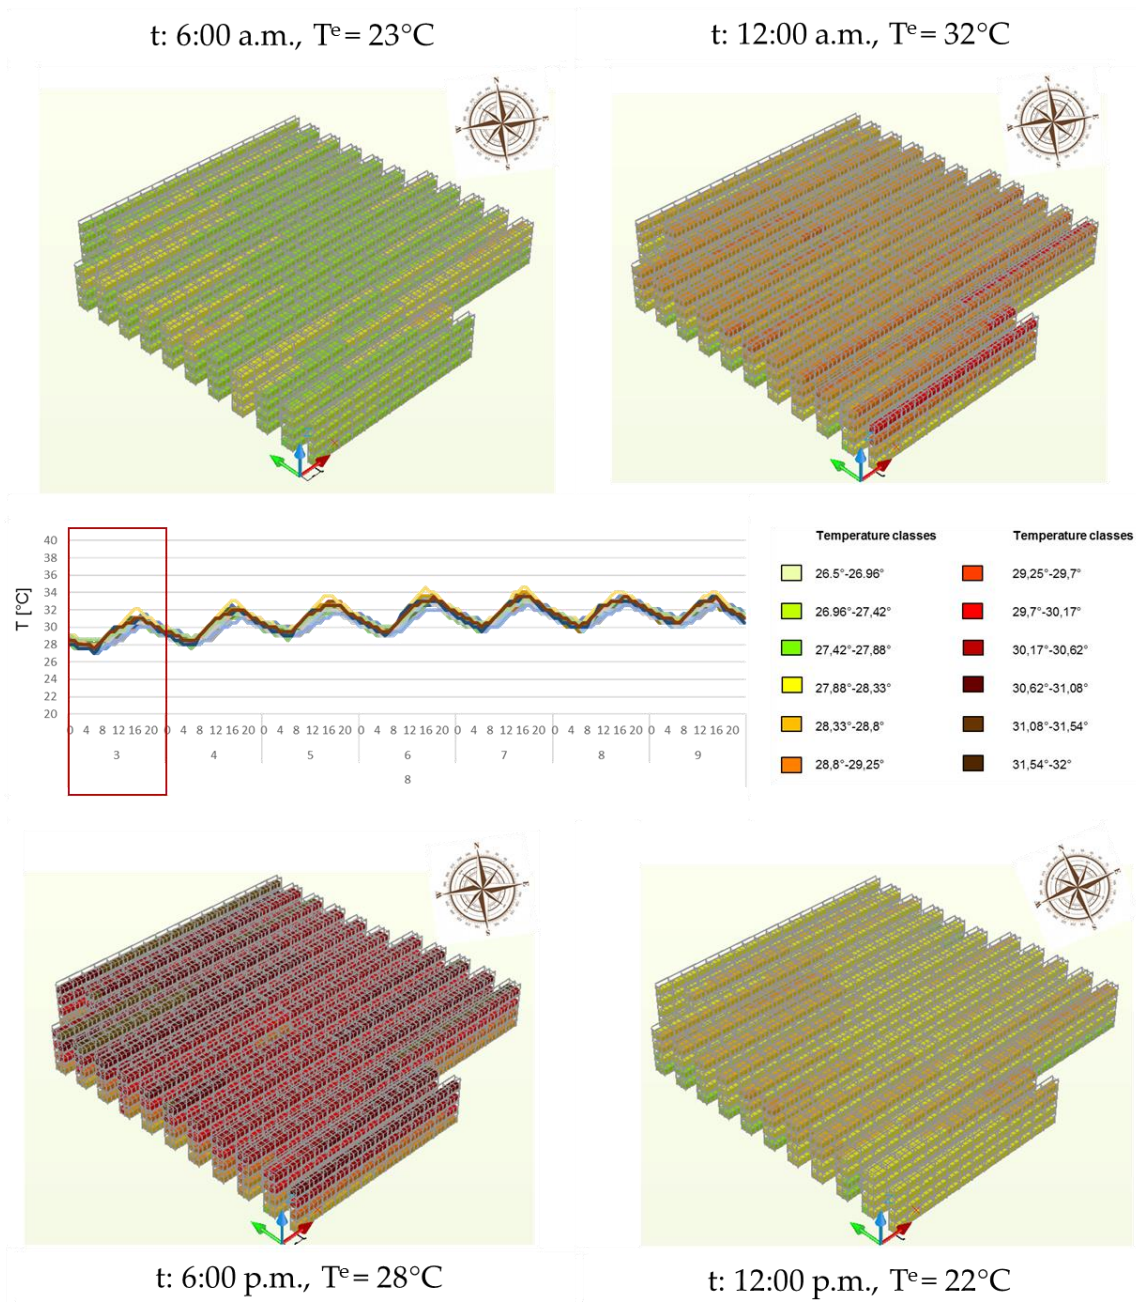 t: 6:00 a.m., Tᵉ = 23°C
t: 12:00 a.m., Tᵉ = 32°C
N
W
E
S
N
W
E
S
X
T [°C]
40
38
36
34
32
30
28
26
24
22
20
0 4 8 12 16 20 0 4 8 12 16 20 0 4 8 12 16 20 0 4 8 12 16 20 0 4 8 12 16 20 0 4 8 12 16 20 0 4 8 12 16 20
3 4 5 6 7 8 9
8
Temperature classes
26.5°-26.96°
26.96°-27,42°
27,42°-27,88°
27,88°-28,33°
28,33°-28,8°
28,8°-29,25°
Temperature classes
29,25°-29,7°
29,7°-30,17°
30,17°-30,62°
30,62°-31,08°
31,08°-31,54°
31,54°-32°
N
W
E
S
N
W
E
S
X
t: 6:00 p.m., Tᵉ = 28°C
t: 12:00 p.m., Tᵉ = 22°C